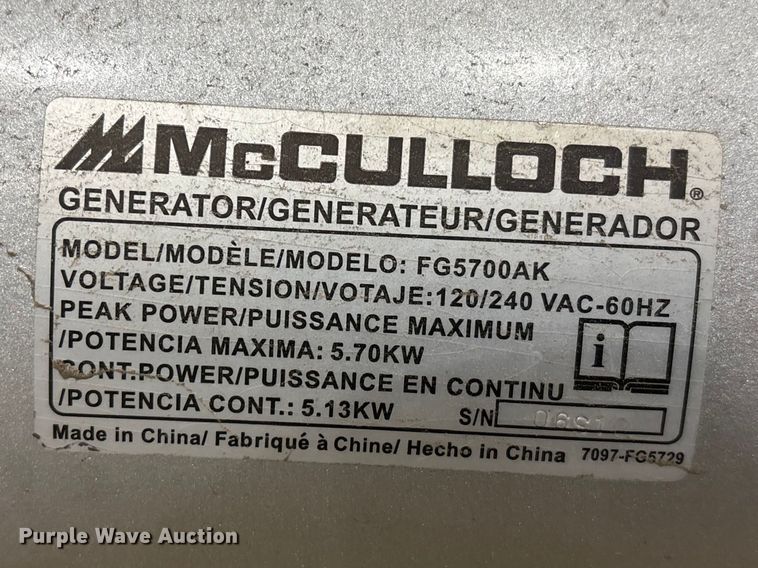 McCULLOCH®
GENERATOR/GENERATEUR/GENERADOR
MODEL/MODÈLE/MODELO: FG5700AK
VOLTAGE/TENSION/VOTAJE:120/240 VAC-60HZ
PEAK POWER/PUISSANCE MAXIMUM
/POTENCIA MAXIMA: 5.70KW
CONT.POWER/PUISSANCE EN CONTINU
/POTENCIA CONT.: 5.13KW
S/N
Made in China/ Fabriqué à Chine/ Hecho in China
7097-FG5729
i
Purple Wave Auction